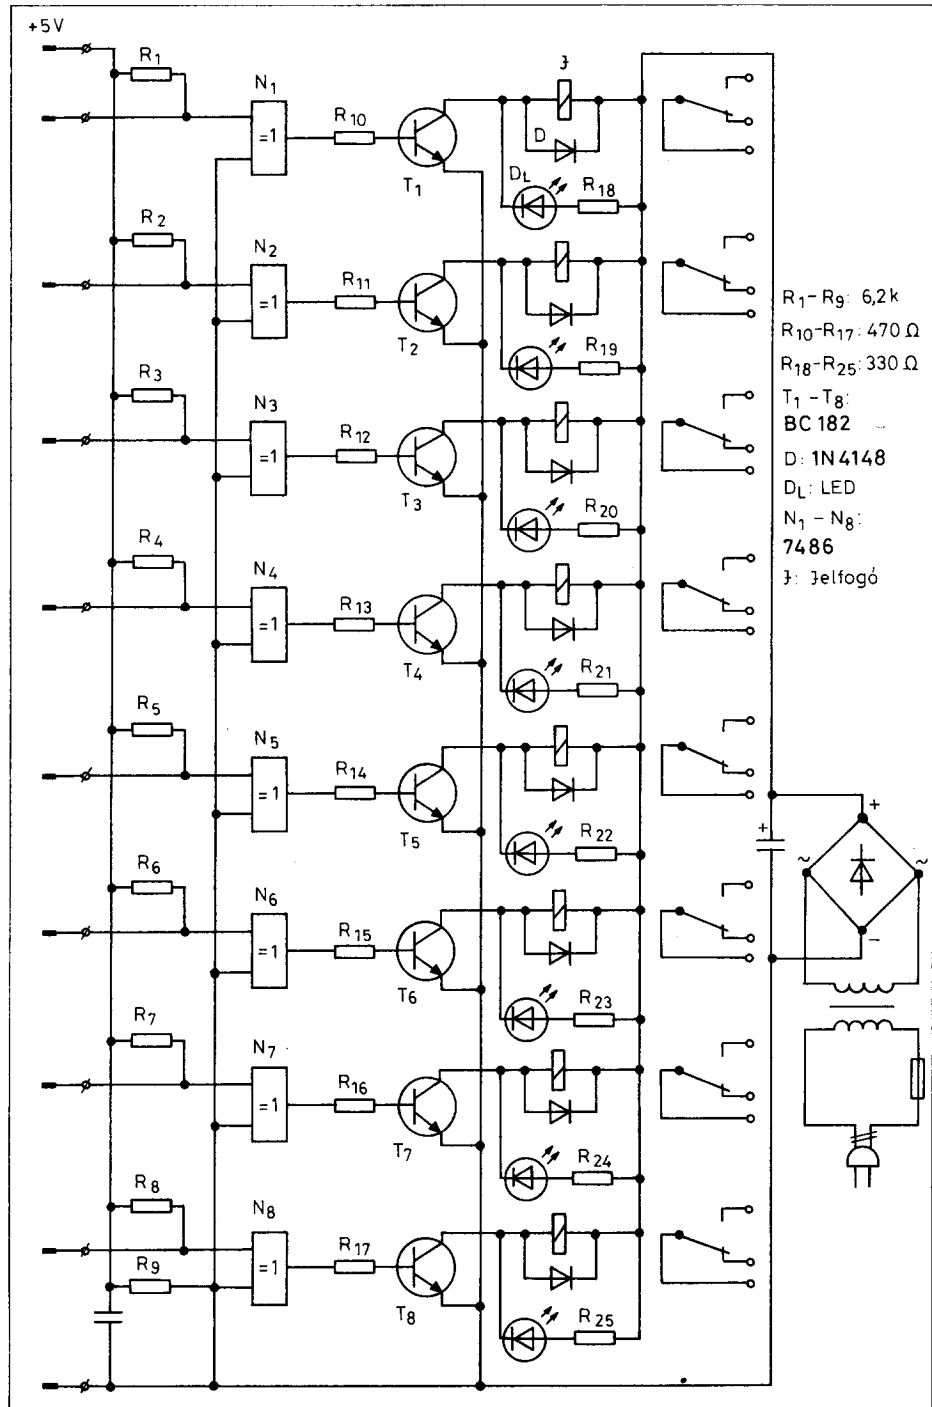 +5V
R1
N1
=1
R10
T1
J
D
DL
R18
R2
N2
=1
R11
T2
R19
R3
N3
=1
R12
T3
R20
R4
N4
=1
R13
T4
R21
R5
N5
=1
R14
T5
R22
R6
N6
=1
R15
T6
R23
R7
N7
=1
R16
T7
R24
R8
N8
=1
R9
R17
T8
R25
R1-R9: 6,2k
R10-R17: 470 Ω
R18-R25: 330 Ω
T1 - T8:
BC 182
D: 1N4148
DL: LED
N1 - N8:
7486
J: Jelfogó
+
+
~
~
-